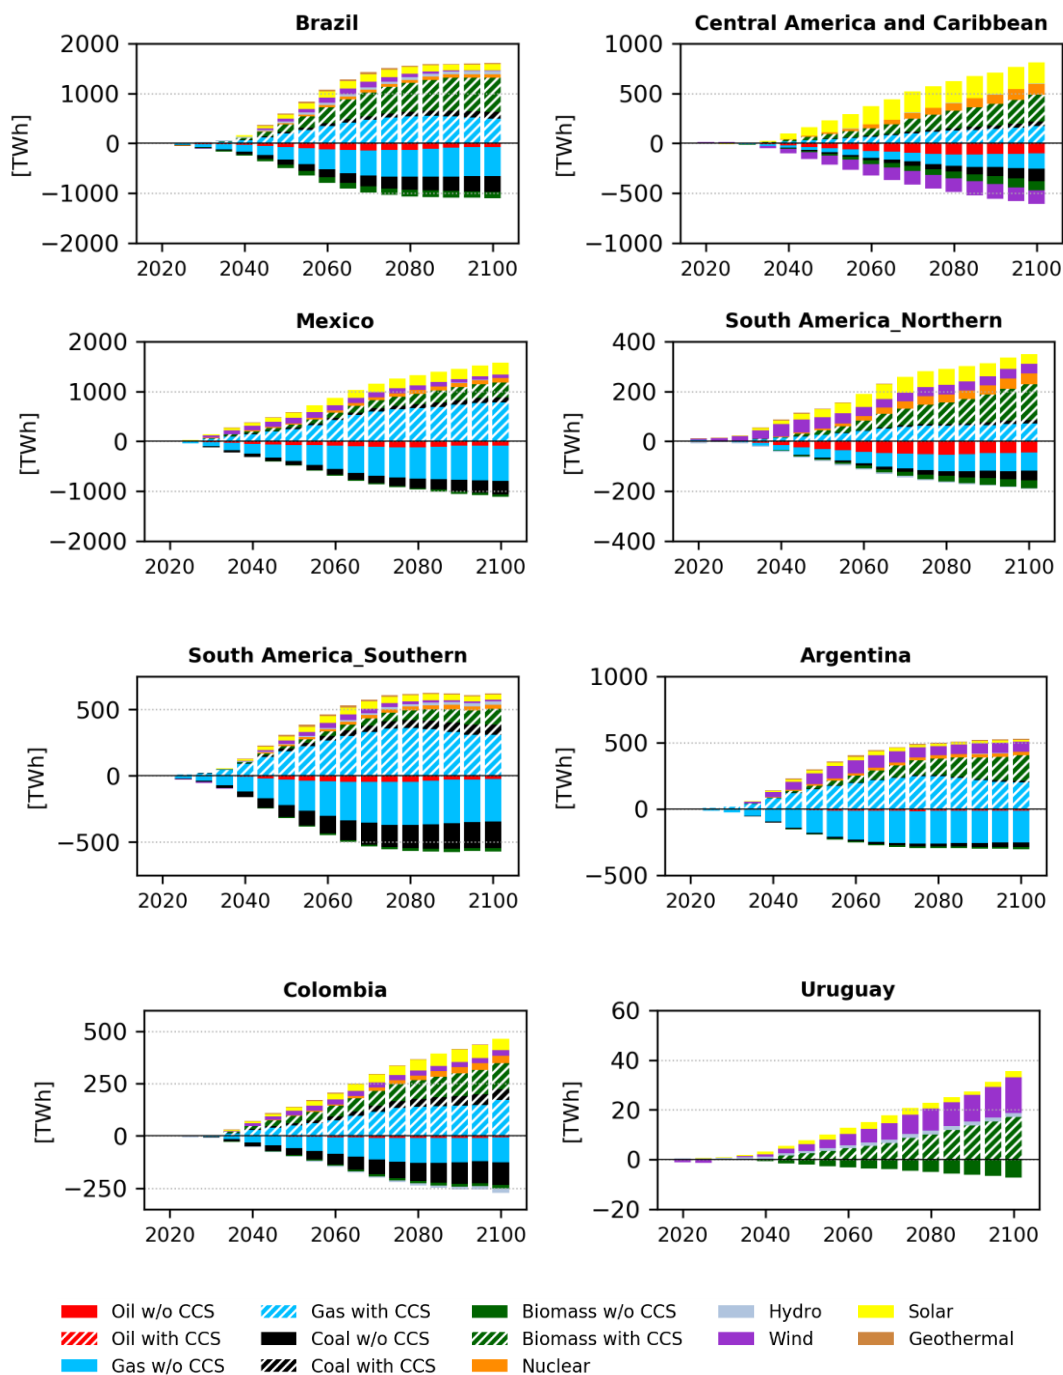 Brazil
Central America and Caribbean
2000
1000
0
−1000
−2000
[TWh]
2020 2040 2060 2080 2100
1000
500
0
−500
−1000
[TWh]
2020 2040 2060 2080 2100
Mexico
South America_Northern
2000
1000
0
−1000
−2000
[TWh]
2020 2040 2060 2080 2100
400
200
0
−200
−400
[TWh]
2020 2040 2060 2080 2100
South America_Southern
Argentina
500
0
−500
[TWh]
2020 2040 2060 2080 2100
1000
500
0
−500
[TWh]
2020 2040 2060 2080 2100
Colombia
Uruguay
500
250
0
−250
[TWh]
2020 2040 2060 2080 2100
60
40
20
0
−20
[TWh]
2020 2040 2060 2080 2100
Oil w/o CCS Gas with CCS Biomass w/o CCS Hydro Solar
Oil with CCS Coal w/o CCS Biomass with CCS Wind Geothermal
Gas w/o CCS Coal with CCS Nuclear